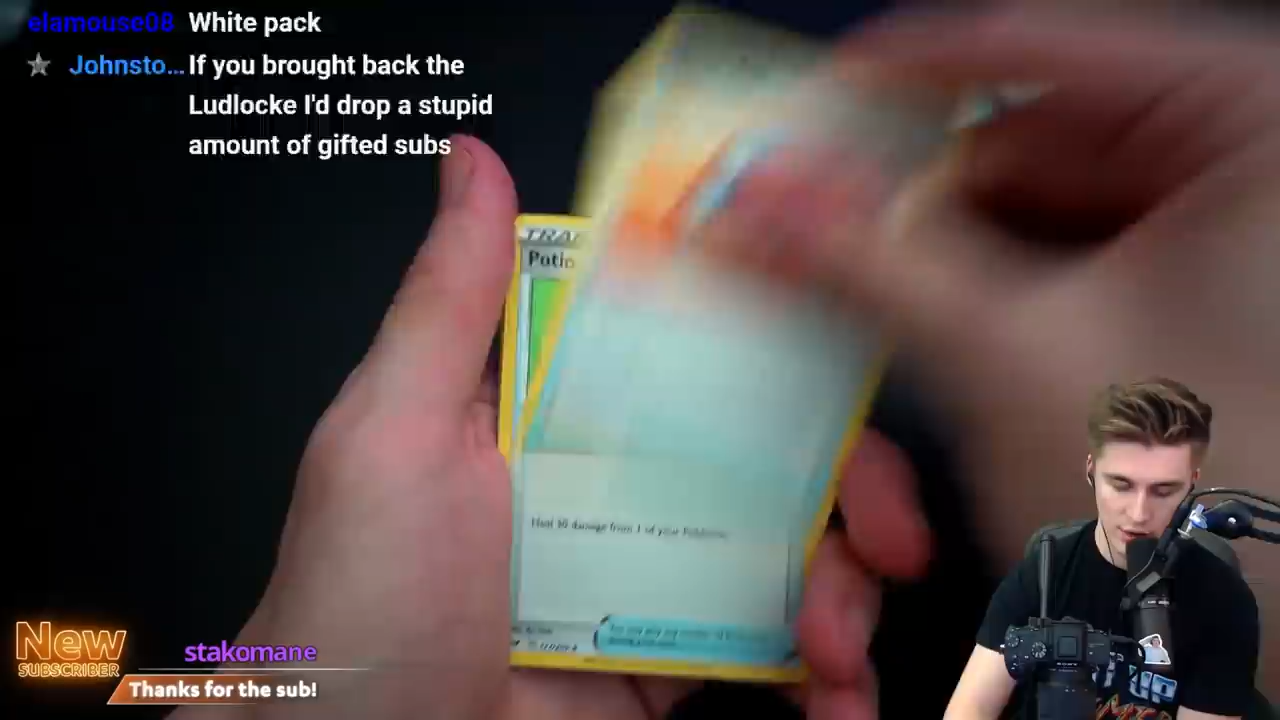 elamouse08 White pack
Johnsto... If you brought back the
Ludlocke I'd drop a stupid
amount of gifted subs
TRA
Potio
Heal 30 damage from 1 of your Pokémon.
New
SUBSCRIBER
stakomane
Thanks for the sub!
UP